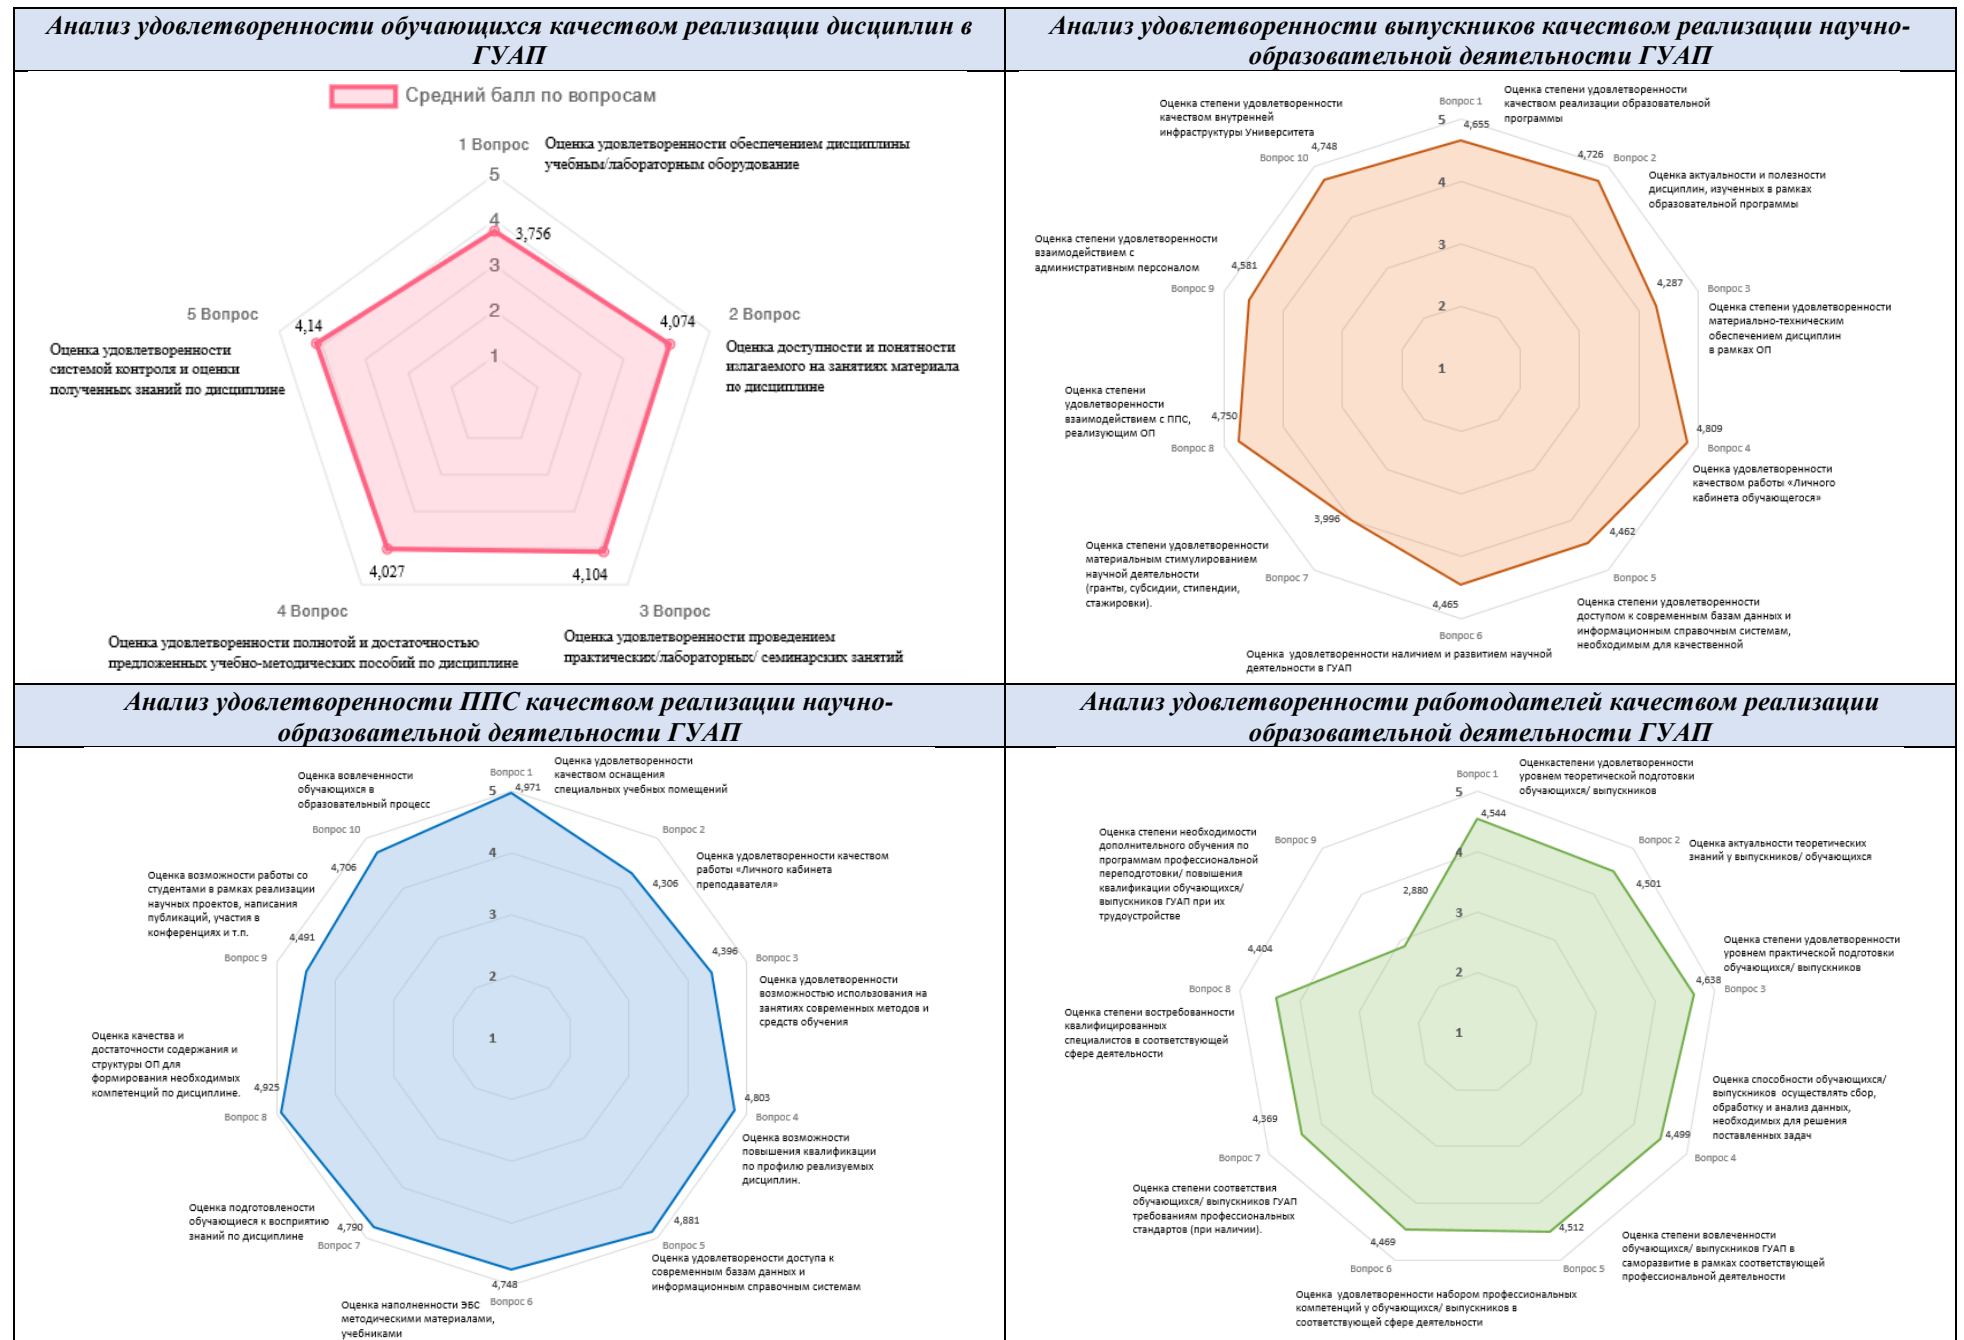 Анализ удовлетворенности обучающихся качеством реализации дисциплин в
ГУАП
Средний балл по вопросам
1 Вопрос
Оценка удовлетворенности обеспечением дисциплины
учебным/лабораторным оборудование
5
4
3
2
1
3,756
4,074
2 Вопрос
Оценка доступности и понятности
излагаемого на занятиях материала
по дисциплине
5 Вопрос
4,14
Оценка удовлетворенности
системой контроля и оценки
полученных знаний по дисциплине
4,027
4,104
4 Вопрос
Оценка удовлетворенности полнотой и достаточностью
предложенных учебно-методических пособий по дисциплине
3 Вопрос
Оценка удовлетворенности проведением
практических/лабораторных/ семинарских занятий
Анализ удовлетворенности выпускников качеством реализации научно-
образовательной деятельности ГУАП
Вопрос 1
Оценка степени удовлетворенности
качеством реализации образовательной
программы
5
4
3
2
1
4,655
4,726
Вопрос 2
Оценка актуальности и полезности
дисциплин, изученных в рамках
образовательной программы
4,287
Вопрос 3
Оценка степени удовлетворенности
материально-техническим
обеспечением дисциплин
в рамках ОП
4,809
Вопрос 4
Оценка удовлетворенности
качеством работы «Личного
кабинета обучающегося»
4,462
Вопрос 5
Оценка степени удовлетворенности
доступом к современным базам данных и
информационным справочным системам,
необходимым для качественной
4,465
Вопрос 6
Оценка  удовлетворенности наличием и развитием научной
деятельности в ГУАП
3,996
Вопрос 7
Оценка степени удовлетворенности
материальным стимулированием
научной деятельности
(гранты, субсидии, стипендии,
стажировки).
4,750
Вопрос 8
Оценка степени
удовлетворенности
взаимодействием с ППС,
реализующим ОП
4,581
Вопрос 9
Оценка степени удовлетворенности
взаимодействием с
административным персоналом
4,748
Вопрос 10
Оценка степени удовлетворенности
качеством внутренней
инфраструктуры Университета
Анализ удовлетворенности ППС качеством реализации научно-
образовательной деятельности ГУАП
Вопрос 1
Оценка удовлетворенности
качеством оснащения
специальных учебных помещений
5
4
3
2
1
4,971
Вопрос 2
4,306
Оценка удовлетворенности качеством
работы «Личного кабинета
преподавателя»
4,396
Вопрос 3
Оценка удовлетворенности
возможностью использования на
занятиях современных методов и
средств обучения
4,803
Вопрос 4
Оценка возможности
повышения квалификации
по профилю реализуемых
дисциплин.
4,881
Вопрос 5
Оценка удовлетворености доступа к
современным базам данных и
информационным справочным системам
4,748
Вопрос 6
Оценка наполненности ЭБС
методическими материалами,
учебниками
4,790
Вопрос 7
Оценка подготовлености
обучающиеся к восприятию
знаний по дисциплине
4,925
Вопрос 8
Оценка качества и
достаточности содержания и
структуры ОП для
формирования необходимых
компетенций по дисциплине.
4,491
Вопрос 9
Оценка возможности работы со
студентами в рамках реализации
научных проектов, написания
публикаций, участия в
конференциях и т.п.
4,706
Вопрос 10
Оценка вовлеченности
обучающихся в
образовательный процесс
Анализ удовлетворенности работодателей качеством реализации
образовательной деятельности ГУАП
Вопрос 1
Оценкастепени удовлетворенности
уровнем теоретической подготовки
обучающихся/ выпускников
5
4
3
2
1
4,544
Вопрос 2
Оценка актуальности теоретических
знаний у выпускников/ обучающихся
4,501
Оценка степени удовлетворенности
уровнем практической подготовки
обучающихся/ выпускников
4,638
Вопрос 3
Оценка способности обучающихся/
выпускников  осуществлять сбор,
обработку и анализ данных,
необходимых для решения
поставленных задач
4,499
Вопрос 4
4,512
Вопрос 5
Оценка степени вовлеченности
обучающихся/ выпускников ГУАП в
саморазвитие в рамках соответствующей
профессиональной деятельности
4,469
Вопрос 6
Оценка  удовлетворенности набором профессиональных
компетенций у обучающихся/ выпускников в
соответствующей сфере деятельности
4,369
Вопрос 7
Оценка степени соответствия
обучающихся/ выпускников ГУАП
требованиям профессиональных
стандартов (при наличии).
4,404
Вопрос 8
Оценка степени востребованности
квалифицированных
специалистов в соответствующей
сфере деятельности
2,880
Вопрос 9
Оценка степени необходимости
дополнительного обучения по
программам профессиональной
переподготовки/ повышения
квалификации обучающихся/
выпускников ГУАП при их
трудоустройстве